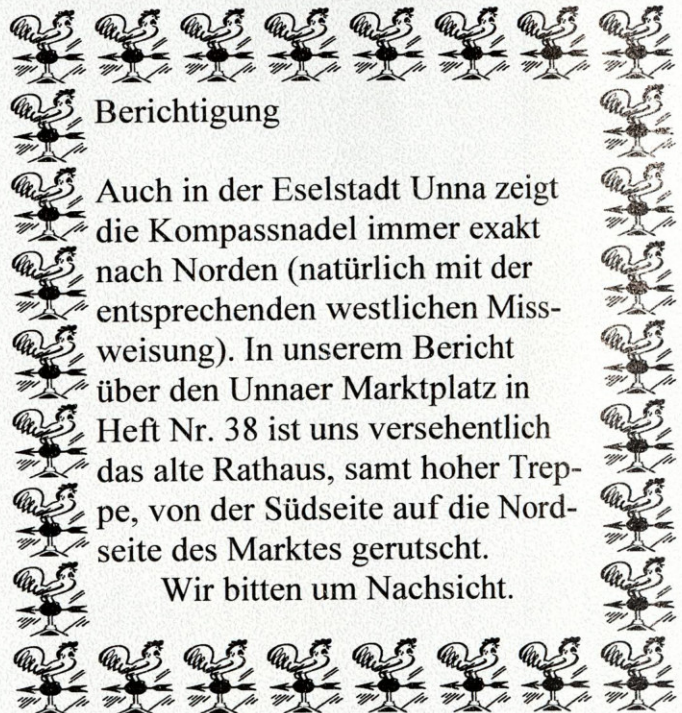 Berichtigung
Auch in der Eselstadt Unna zeigt
die Kompassnadel immer exakt
nach Norden (natürlich mit der
entsprechenden westlichen Miss-
weisung). In unserem Bericht
über den Unnaer Marktplatz in
Heft Nr. 38 ist uns versehentlich
das alte Rathaus, samt hoher Trep-
pe, von der Südseite auf die Nord-
seite des Marktes gerutscht.
Wir bitten um Nachsicht.